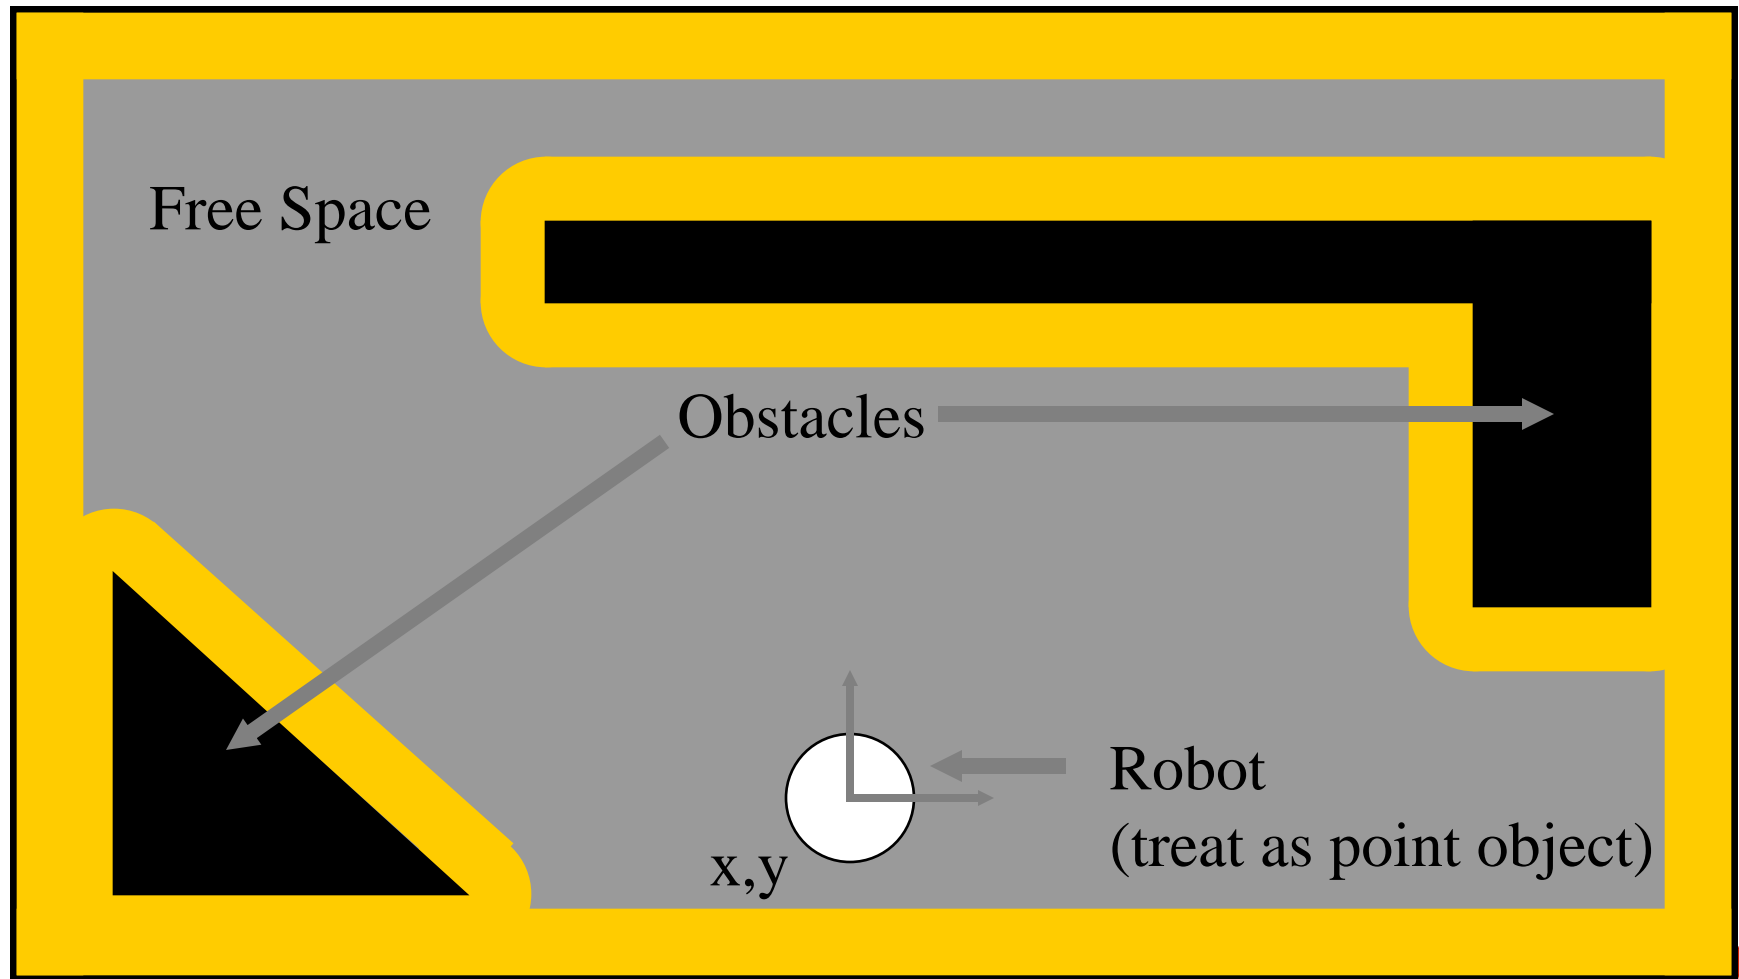 Free Space
Obstacles
Robot
(treat as point object)
x,y